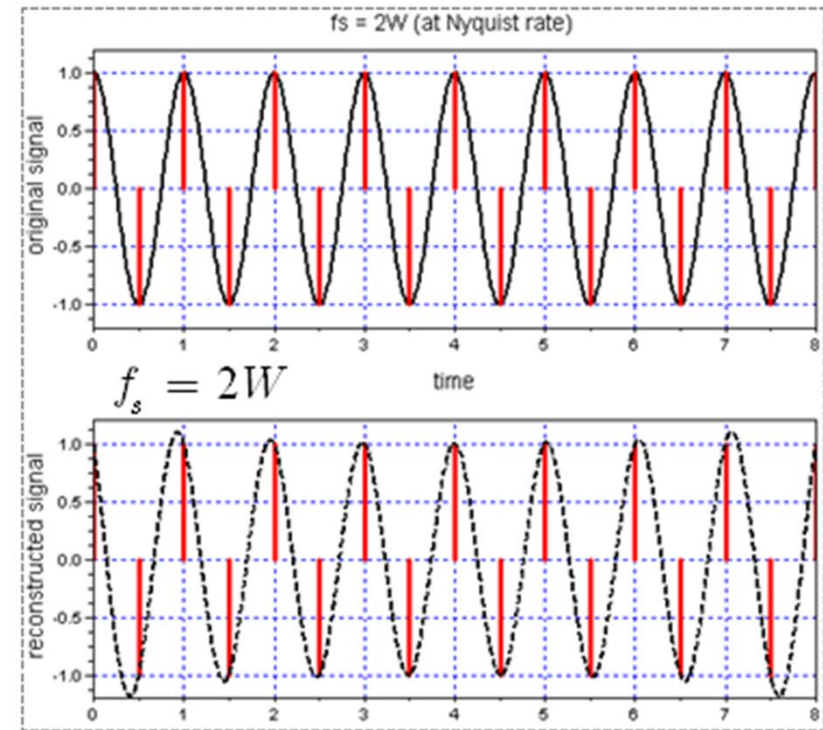 fs = 2W (at Nyquist rate)
original signal
1.0
0.5
0.0
-0.5
-1.0
0 1 2 3 4 5 6 7 8
time
f_s = 2W
reconstructed signal
1.0
0.5
0.0
-0.5
-1.0
0 1 2 3 4 5 6 7 8